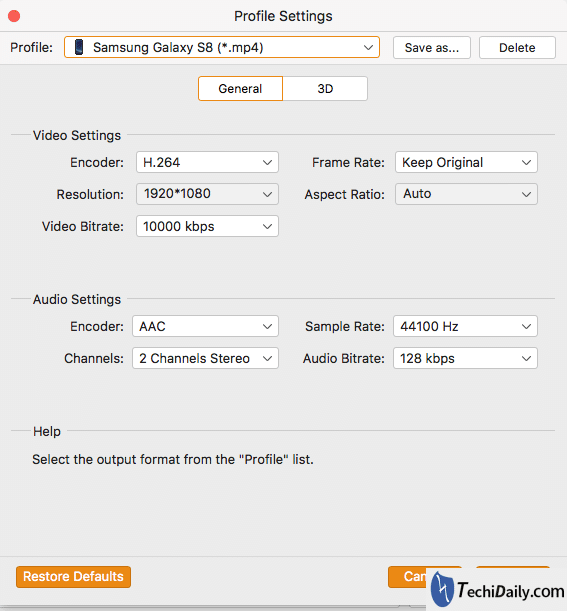 Profile Settings
Profile: Samsung Galaxy S8 (*.mp4) Save as... Delete
General 3D
Video Settings
Encoder: H.264 Frame Rate: Keep Original
Resolution: 1920*1080 Aspect Ratio: Auto
Video Bitrate: 10000 kbps
Audio Settings
Encoder: AAC Sample Rate: 44100 Hz
Channels: 2 Channels Stereo Audio Bitrate: 128 kbps
Help
Select the output format from the "Profile" list.
Restore Defaults
TechiDaily.com